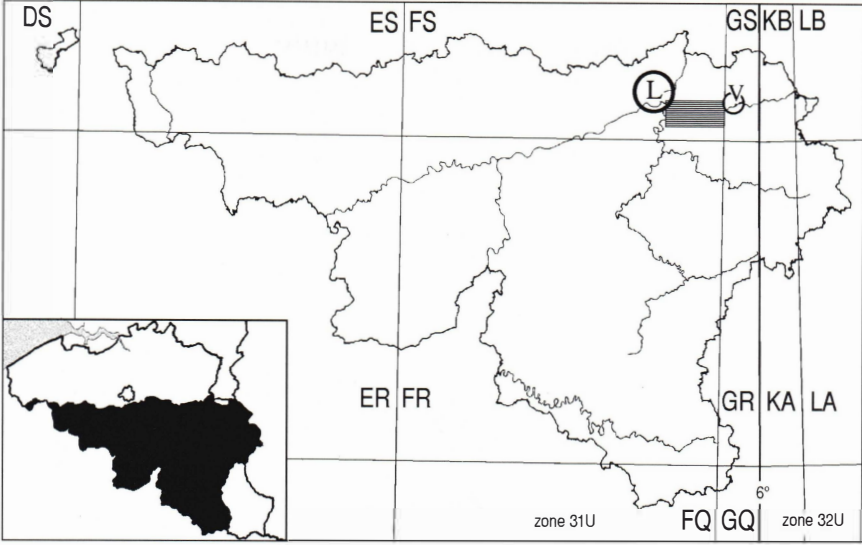 DS ES FS GS KB LB
L V
ER FR GR KA LA
6°
zone 31U FQ GQ zone 32U